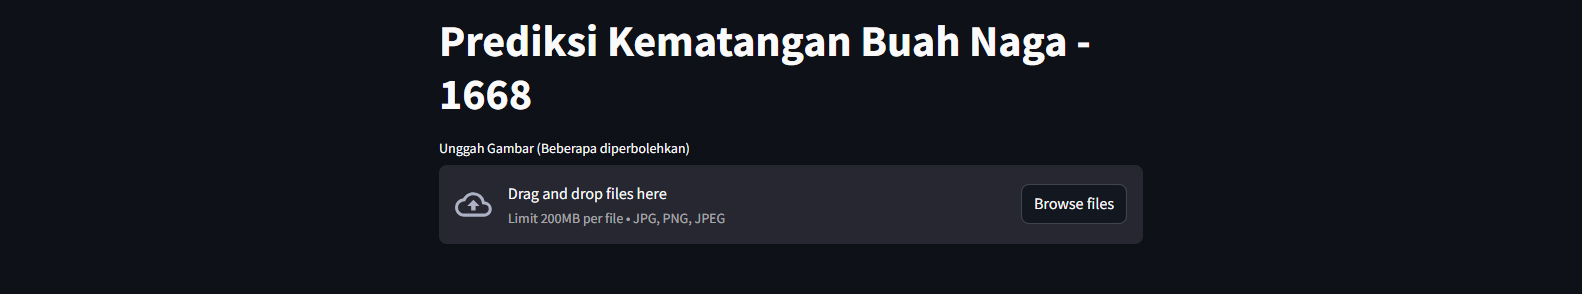 Prediksi Kematangan Buah Naga -
1668
Unggah Gambar (Beberapa diperbolehkan)
Drag and drop files here
Limit 200MB per file • JPG, PNG, JPEG
Browse files